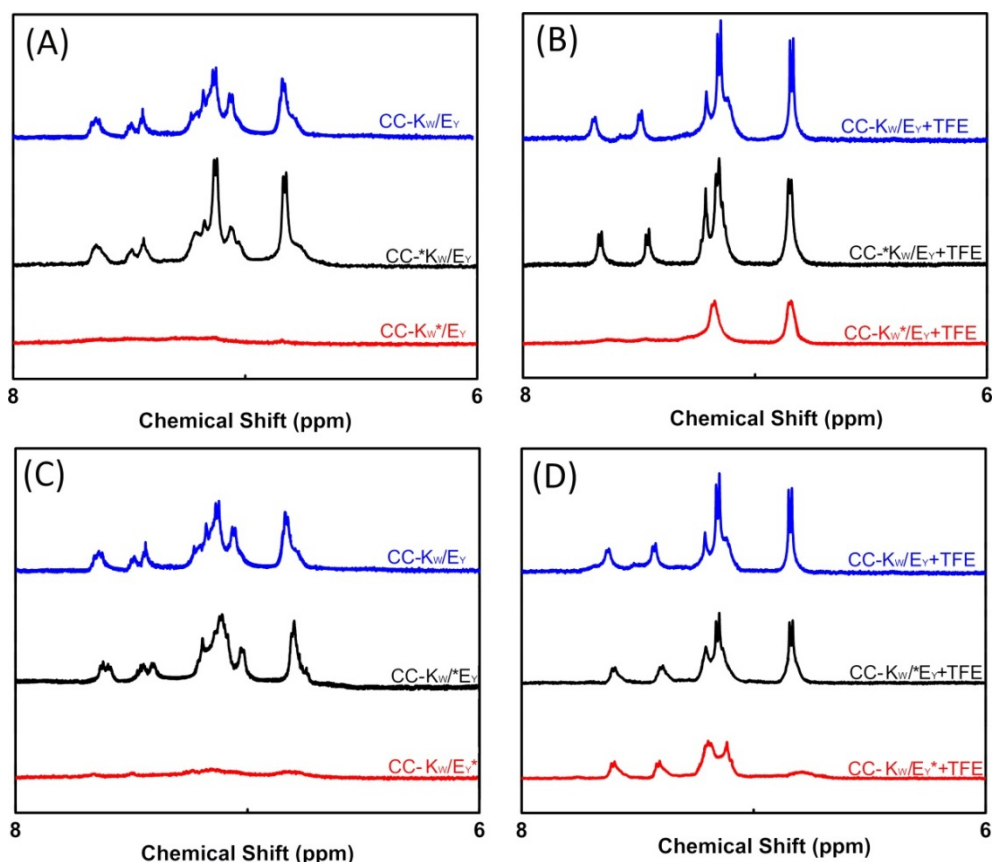 (A)
CC-KW/EY
CC-*KW/EY
CC-KW*/EY
8
6
Chemical Shift (ppm)
(B)
CC-KW/EY+TFE
CC-*KW/EY+TFE
CC-KW*/EY+TFE
8
6
Chemical Shift (ppm)
(C)
CC-KW/EY
CC-KW/*EY
CC- KW/EY*
8
6
Chemical Shift (ppm)
(D)
CC-KW/EY+TFE
CC-KW/*EY+TFE
CC- KW/EY*+TFE
8
6
Chemical Shift (ppm)